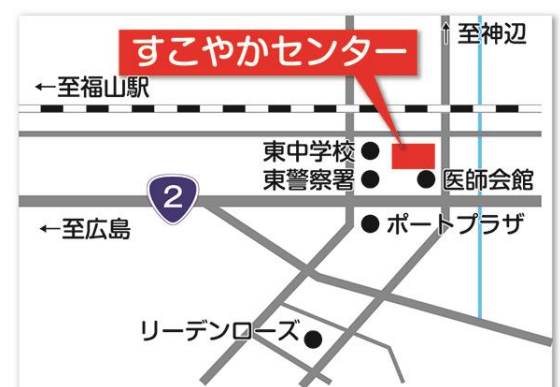 ↑至神辺
すこやかセンター
←至福山駅
東中学校
東警察署
医師会館
2
←至広島
ポートプラザ
リーデンローズ